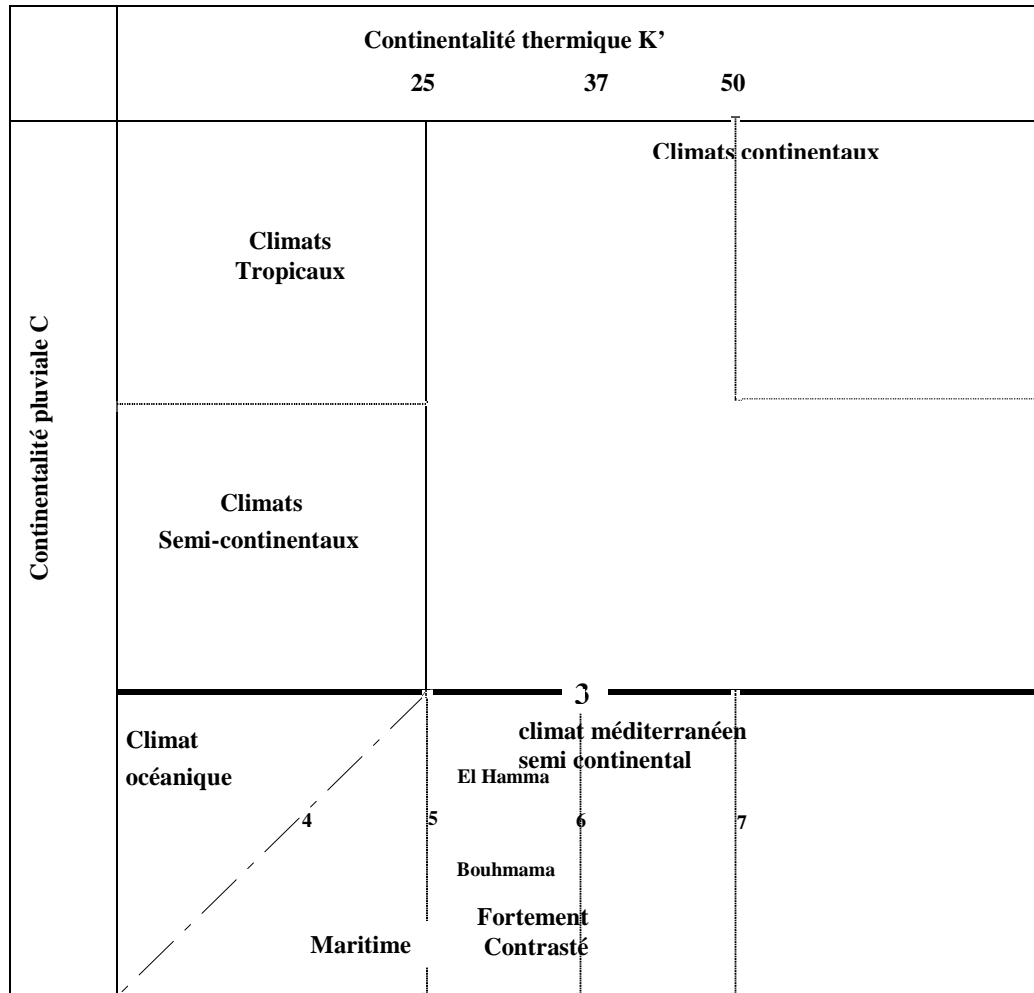 Continentalité thermique K’
25 37 50
Climats continentaux
Climats
Tropicaux
Continentalité pluviale C
Climats
Semi-continentaux
3
climat méditerranéen
semi continental
Climat
océanique
El Hamma
4 5 6 7
Bouhmama
Fortement
Contrasté
Maritime